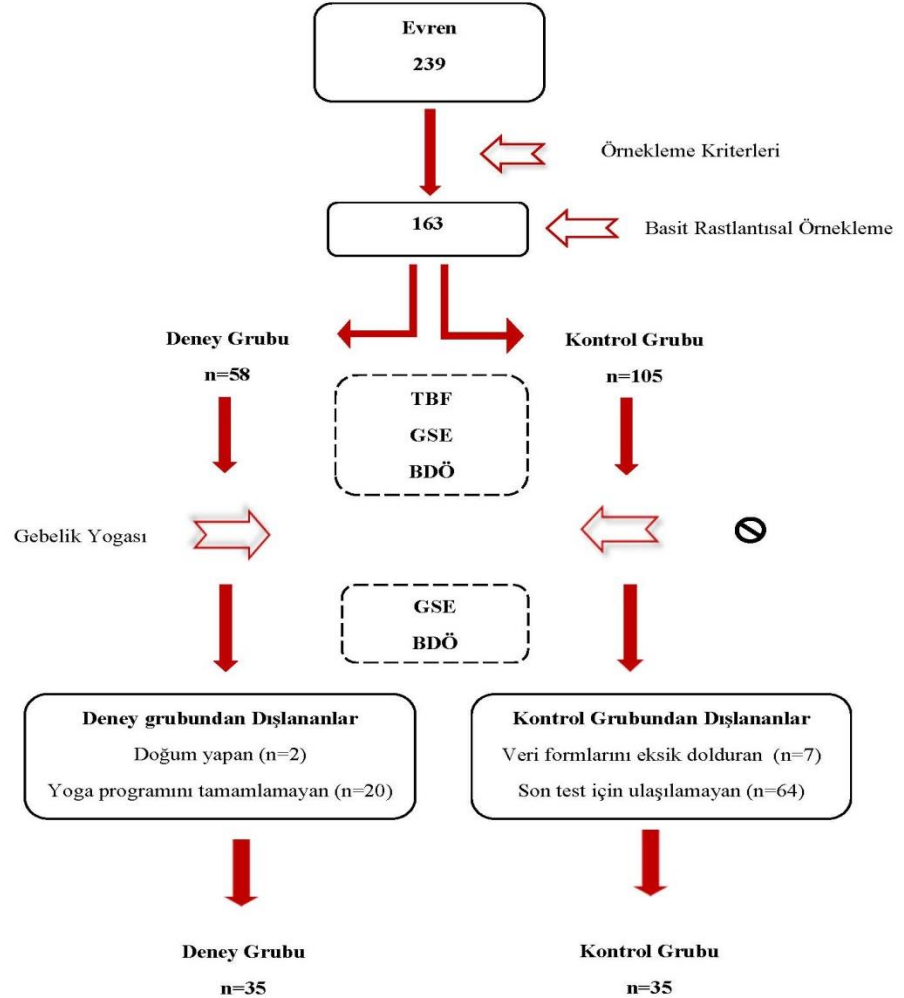 Evren
239
Örnekleme Kriterleri
163
Basit Rastlantısal Örnekleme
Deney Grubu
n=58
Kontrol Grubu
n=105
TBF
GSE
BDÖ
Gebelik Yogası
GSE
BDÖ
Deney grubundan Dışlananlar
Doğum yapan (n=2)
Yoga programını tamamlamayan (n=20)
Kontrol Grubundan Dışlananlar
Veri formlarını eksik dolduran (n=7)
Son test için ulaşılamayan (n=64)
Deney Grubu
n=35
Kontrol Grubu
n=35